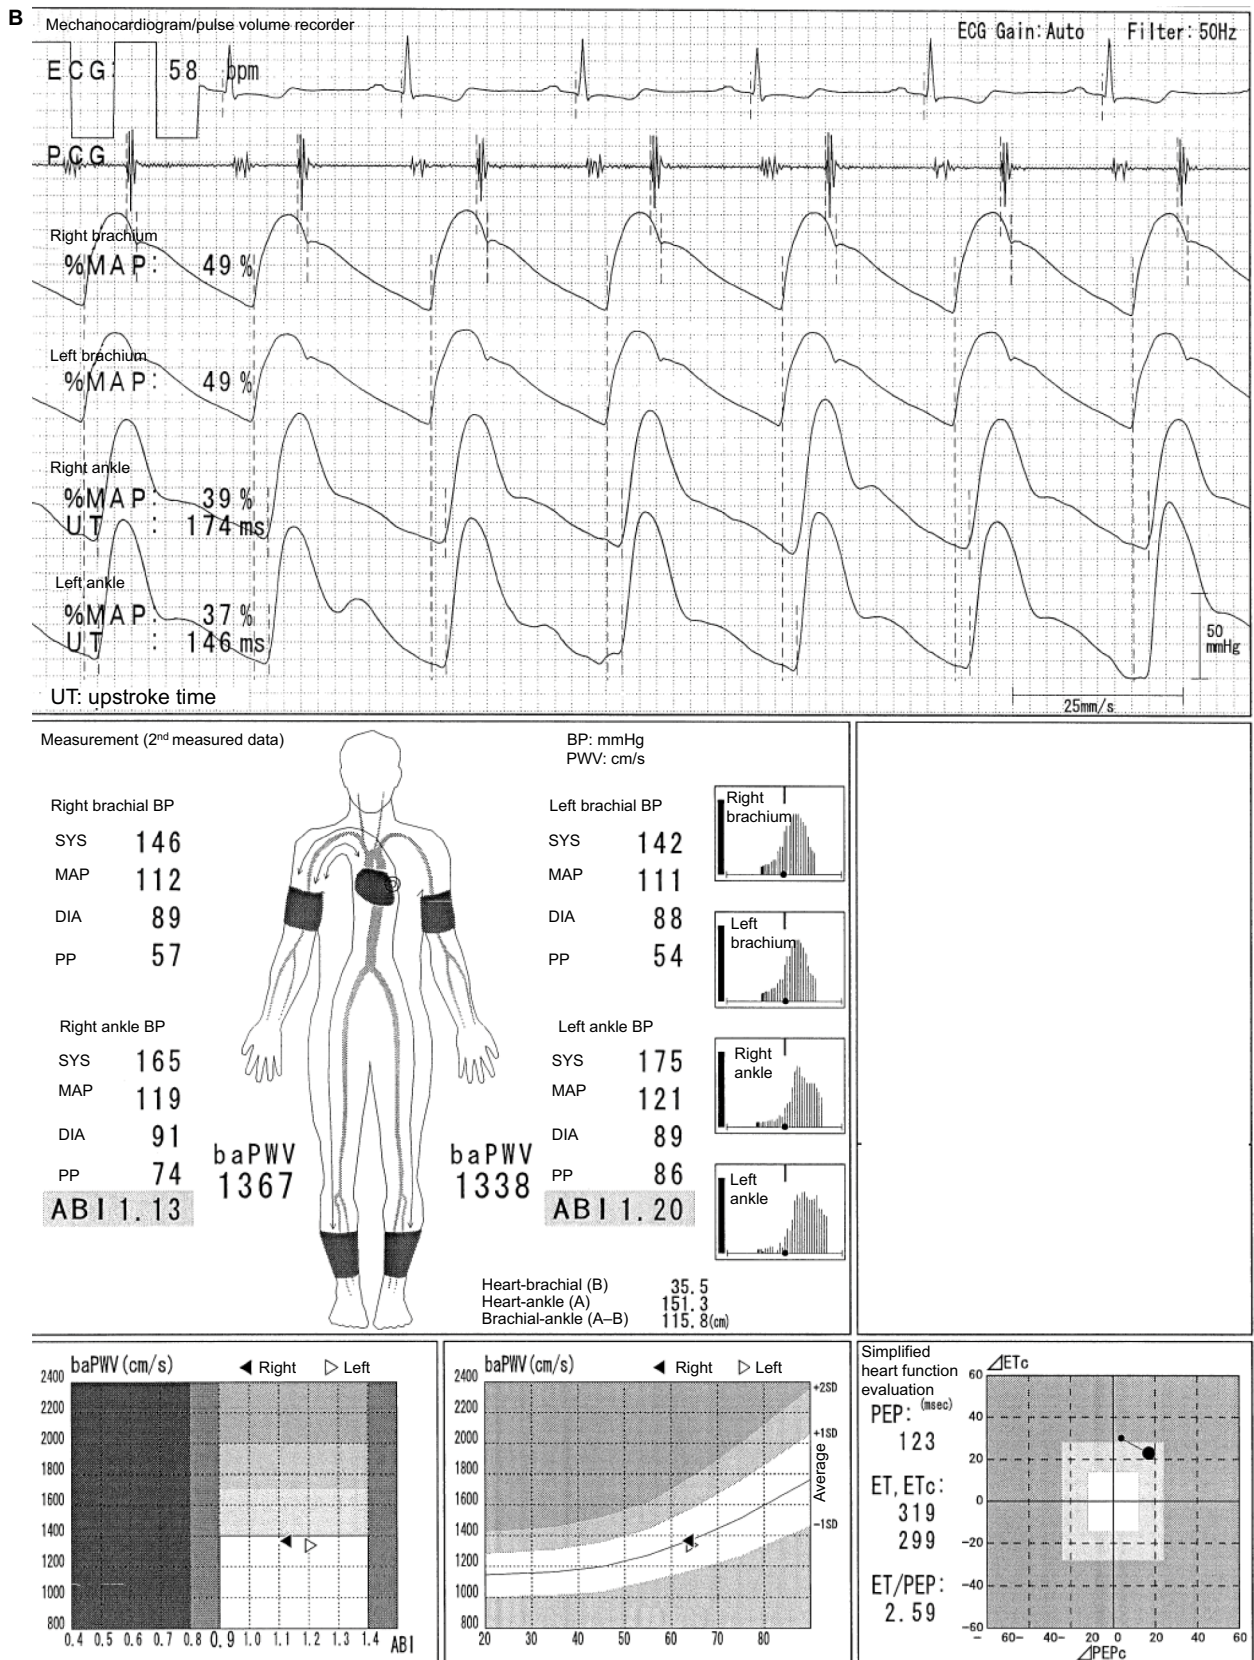 B
Mechanocardiogram/pulse volume recorder
ECG Gain:Auto Filter:50Hz
ECG: 58 bpm
PCG
Right brachium
%MAP: 49%
Left brachium
%MAP: 49%
Right ankle
%MAP: 39%
UT : 174ms
Left ankle
%MAP: 37%
UT : 146ms
50
mmHg
UT: upstroke time
25mm/s
Measurement (2nd measured data)
BP: mmHg
PWV: cm/s
Right brachial BP
SYS 146
MAP 112
DIA 89
PP 57
Left brachial BP
SYS 142
MAP 111
DIA 88
PP 54
Right brachium
Left brachium
Right ankle
Left ankle
Right ankle BP
SYS 165
MAP 119
DIA 91
PP 74
ABI 1.13
baPWV
1367
baPWV
1338
Left ankle BP
SYS 175
MAP 121
DIA 89
PP 86
ABI 1.20
Heart-brachial (B) 35.5
Heart-ankle (A) 151.3
Brachial-ankle (A–B) 115.8(cm)
baPWV(cm/s) ◀ Right ▷ Left
2400
2200
2000
1800
1600
1400
1200
1000
800
0.4 0.5 0.6 0.7 0.8 0.9 1.0 1.1 1.2 1.3 1.4 ABI
baPWV(cm/s) ◀ Right ▷ Left
2400
2200
2000
1800
1600
1400
1200
1000
800
20 30 40 50 60 70 80
+2SD
+1SD
Average
-1SD
Simplified
heart function
evaluation
PEP: (msec)
123
ET, ETc:
319
299
ET/PEP:
2.59
⊿ETc
60
40
20
0
-20
-40
-60
- 60- 40- 20 0 20 40 60
⊿PEPc